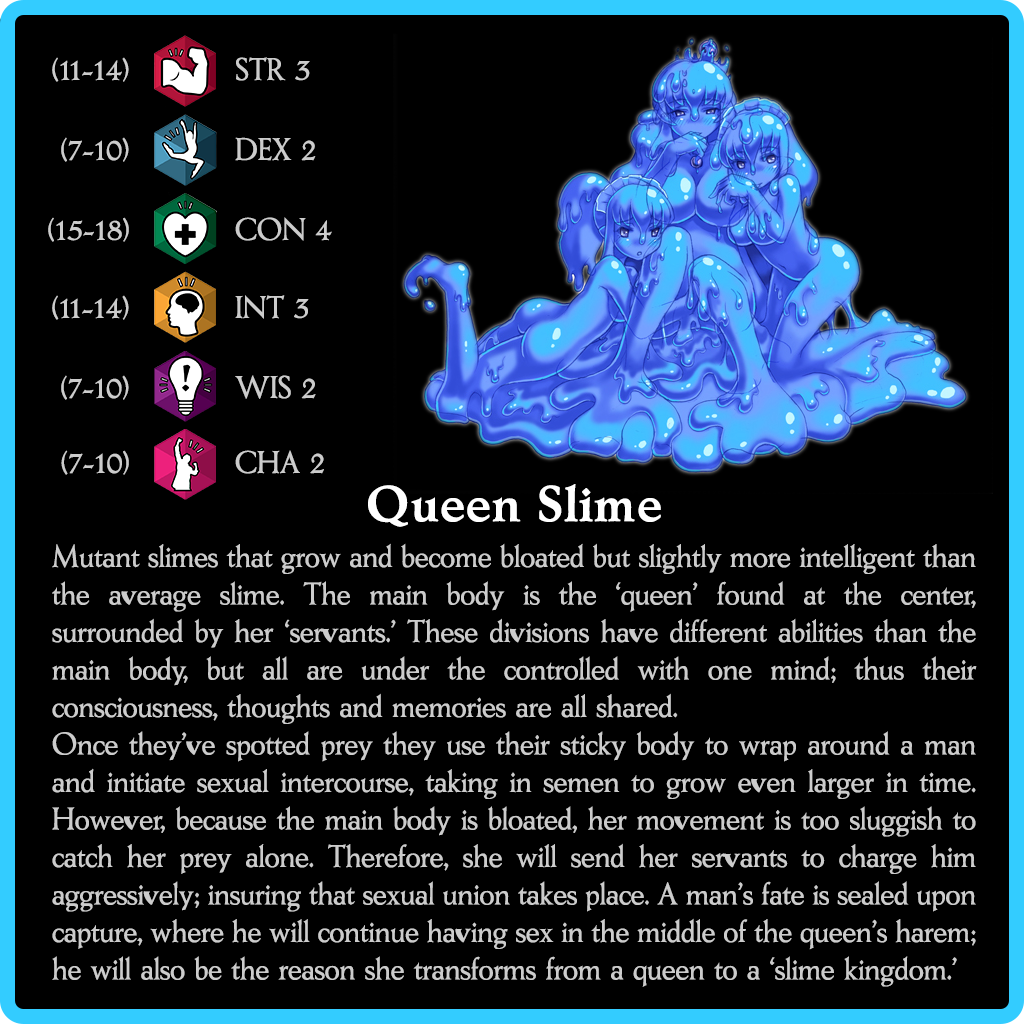 (11-14) STR 3
(7-10) DEX 2
(15-18) CON 4
(11-14) INT 3
(7-10) WIS 2
(7-10) CHA 2
Queen Slime
Mutant slimes that grow and become bloated but slightly more intelligent than
the average slime. The main body is the ‘queen’ found at the center,
surrounded by her ‘servants.’ These divisions have different abilities than the
main body, but all are under the controlled with one mind; thus their
consciousness, thoughts and memories are all shared.
Once they’ve spotted prey they use their sticky body to wrap around a man
and initiate sexual intercourse, taking in semen to grow even larger in time.
However, because the main body is bloated, her movement is too sluggish to
catch her prey alone. Therefore, she will send her servants to charge him
aggressively; insuring that sexual union takes place. A man’s fate is sealed upon
capture, where he will continue having sex in the middle of the queen’s harem;
he will also be the reason she transforms from a queen to a ‘slime kingdom.’